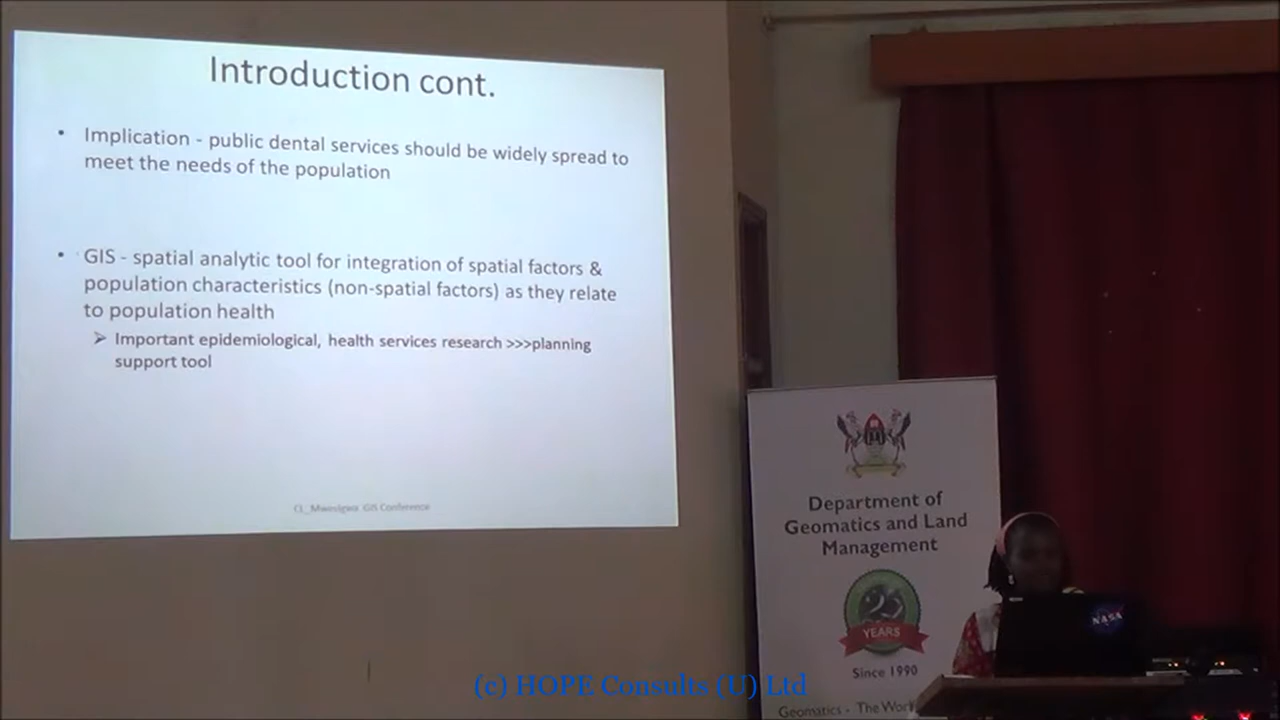 Introduction cont.
• Implication - public dental services should be widely spread to
meet the needs of the population
• GIS - spatial analytic tool for integration of spatial factors &
population characteristics (non-spatial factors) as they relate
to population health
➢ Important epidemiological, health services research >>>planning
support tool
CL_Mwesigwa GIS Conference
Department of
Geomatics and Land
Management
25
YEARS
Since 1990
Geomatics - The
NASA
(c) HOPE Consults (U) Ltd